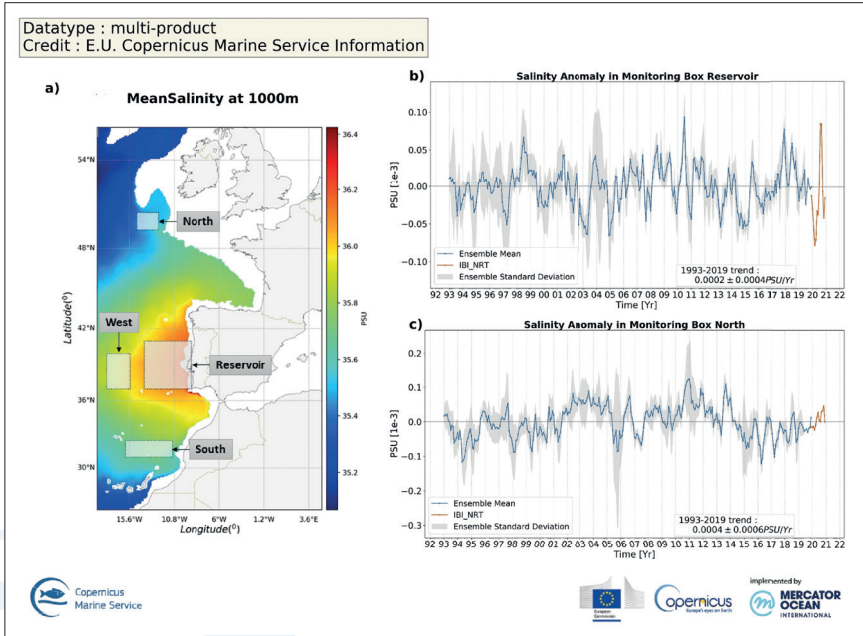 Datatype : multi-product
Credit : E.U. Copernicus Marine Service Information
a)
MeanSalinity at 1000m
54°N
48°N
42°N
36°N
30°N
Latitude(⁰)
15.6°W 10.8°W 6°W 1.2°W 3.6°E
Longitude(⁰)
North
West
Reservoir
South
36.4
36.2
36.0
35.8
35.6
35.4
35.2
PSU
b)
Salinity Anomaly in Monitoring Box Reservoir
0.10
0.05
0.00
−0.05
−0.10
PSU [1e-3]
Ensemble Mean
IBI_NRT
Ensemble Standard Deviation
1993-2019 trend :
0.0002 ± 0.0004PSU/Yr
92 93 94 95 96 97 98 99 00 01 02 03 04 05 06 07 08 09 10 11 12 13 14 15 16 17 18 19 20 21 22
Time [Yr]
c)
Salinity Anomaly in Monitoring Box North
0.2
0.1
0.0
−0.1
−0.2
−0.3
PSU [1e-3]
Ensemble Mean
IBI_NRT
Ensemble Standard Deviation
1993-2019 trend :
0.0004 ± 0.0006PSU/Yr
92 93 94 95 96 97 98 99 00 01 02 03 04 05 06 07 08 09 10 11 12 13 14 15 16 17 18 19 20 21 22
Time [Yr]
Copernicus
Marine Service
European
Commission
opernicus
Europe's eyes on Earth
implemented by
MERCATOR
OCEAN
INTERNATIONAL